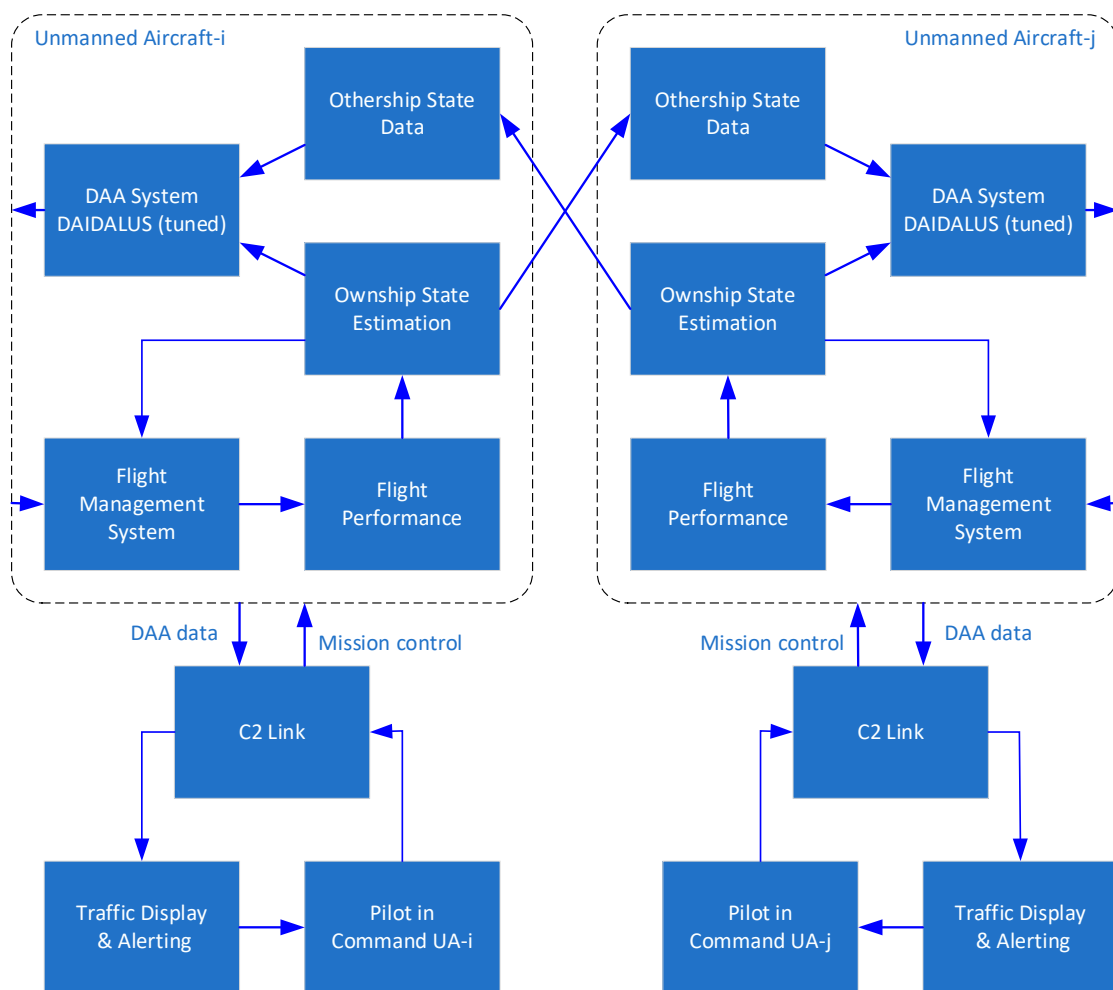 Unmanned Aircraft-i
Othership State
Data
DAA System
DAIDALUS (tuned)
Ownship State
Estimation
Flight
Management
System
Flight
Performance
DAA data
Mission control
C2 Link
Traffic Display
& Alerting
Pilot in
Command UA-i
Unmanned Aircraft-j
Othership State
Data
DAA System
DAIDALUS (tuned)
Ownship State
Estimation
Flight
Performance
Flight
Management
System
Mission control
DAA data
C2 Link
Pilot in
Command UA-j
Traffic Display
& Alerting